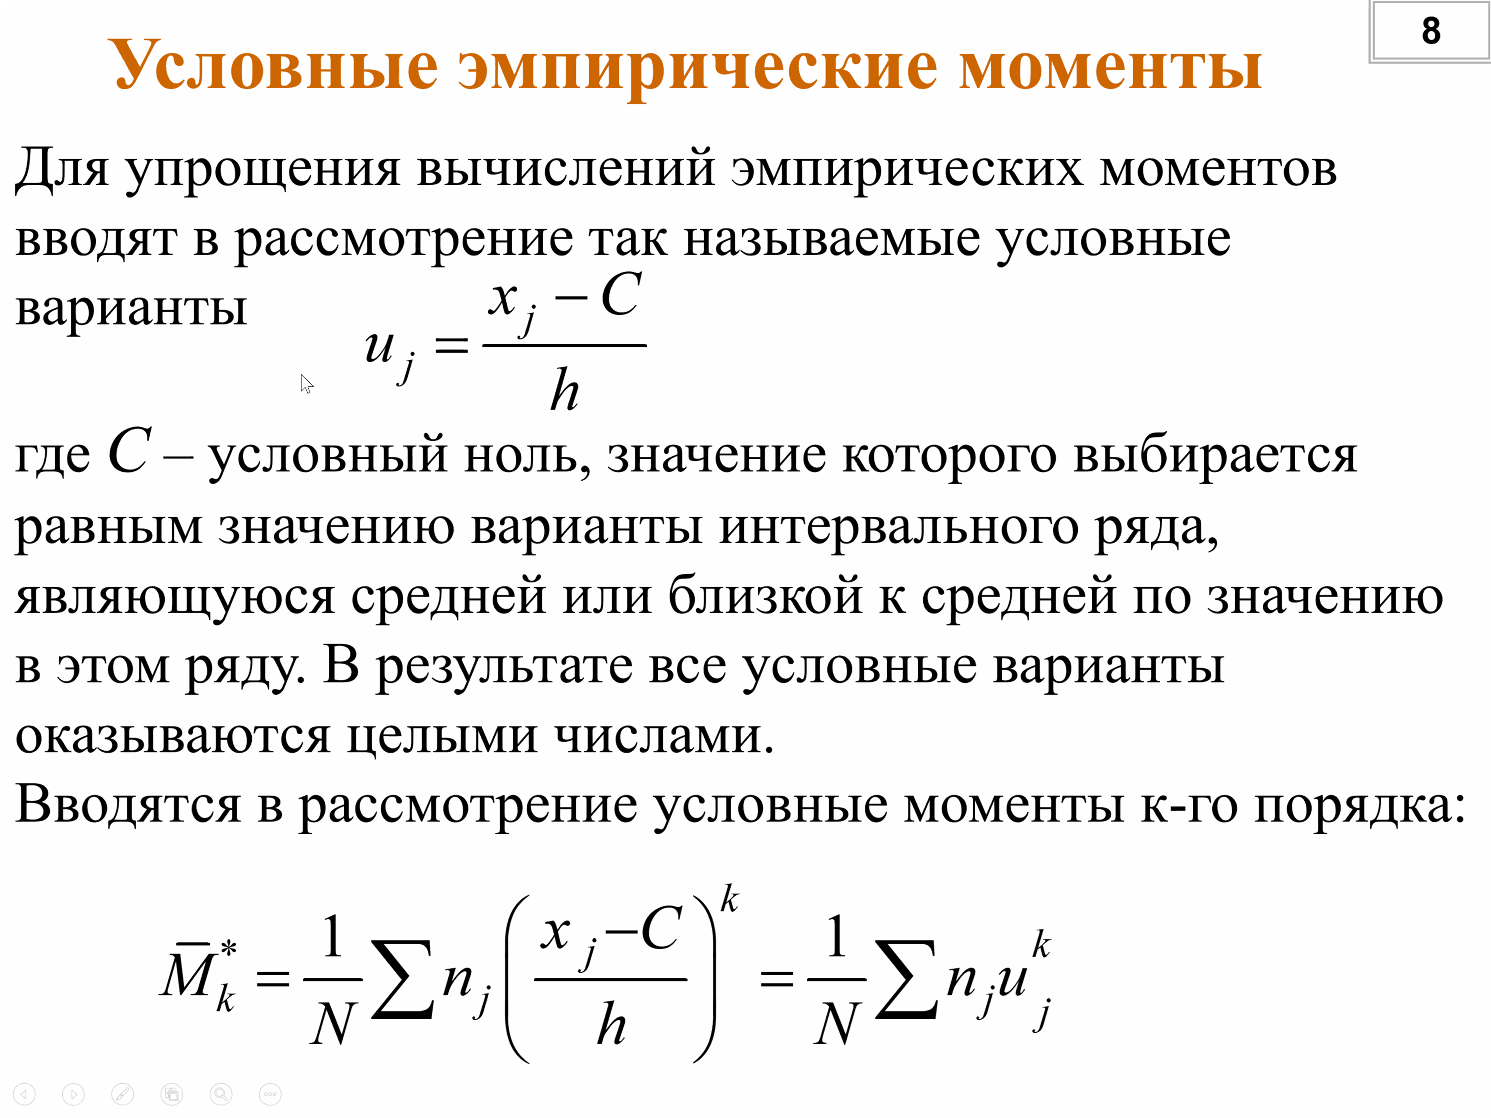 8
Условные эмпирические моменты
Для упрощения вычислений эмпирических моментов
вводят в рассмотрение так называемые условные
варианты
u_j = (x_j − C) / h
где C – условный ноль, значение которого выбирается
равным значению варианты интервального ряда,
являющуюся средней или близкой к средней по значению
в этом ряду. В результате все условные варианты
оказываются целыми числами.
Вводятся в рассмотрение условные моменты к-го порядка:
M̅_k^* = 1/N ∑ n_j ((x_j − C) / h)^k = 1/N ∑ n_j u_j^k